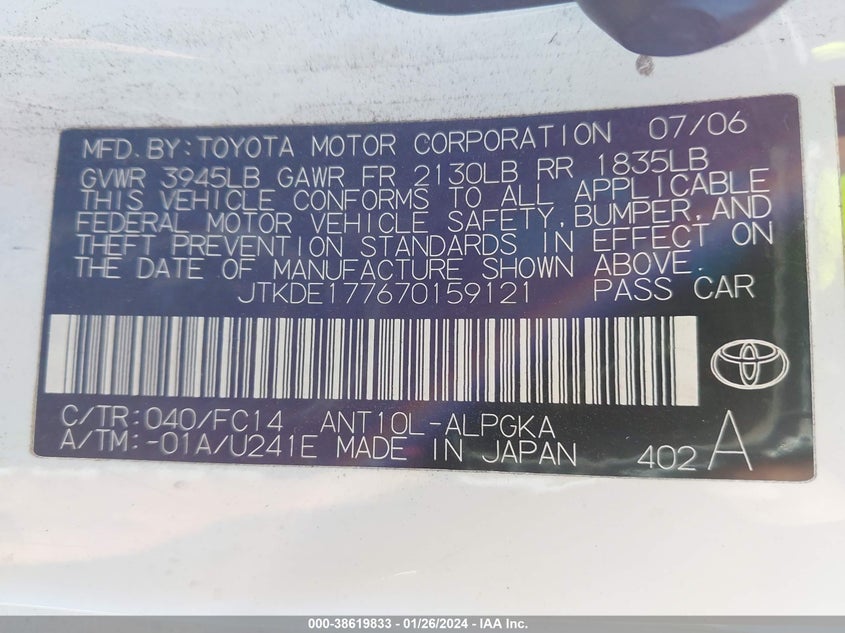 MFD. BY: TOYOTA MOTOR CORPORATION 07/06
GVWR 3945LB GAWR FR 2130LB RR 1835LB
THIS VEHICLE CONFORMS TO ALL APPLICABLE
FEDERAL MOTOR VEHICLE SAFETY, BUMPER, AND
THEFT PREVENTION STANDARDS IN EFFECT ON
THE DATE OF MANUFACTURE SHOWN ABOVE.
JTKDE177670159121 PASS CAR
C/TR: 040/FC14 ANT10L-ALPGKA
A/TM: -01A/U241E MADE IN JAPAN 402 A
000-38619833 - 01/26/2024 - IAA Inc.